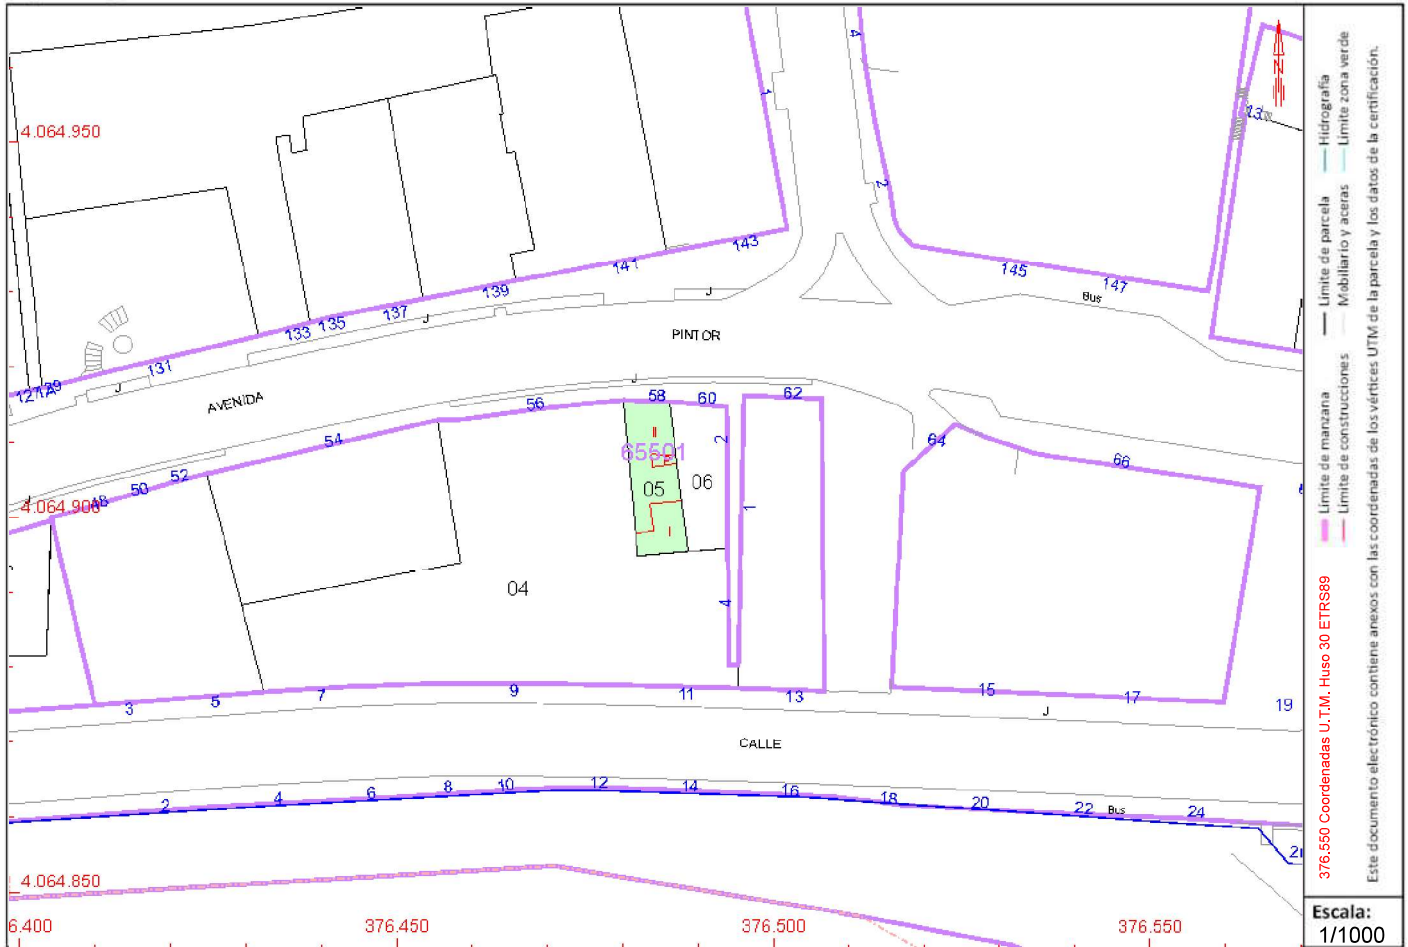 4
1
13
4.064.950
2
143
141
145
147
139
Bus
137
133 135
J
J
PINTOR
131
127A
129
J
AVENIDA
J
58
60
62
56
54
2
64
66
65501
52
50
48
05
06
1
4.064.900
J
04
4
3
5
7
9
11
13
15
17
19
J
CALLE
2
4
6
8
10
12
14
16
18
20
22
Bus
24
4.064.850
6.400
376.450
376.500
376.550
N
Límite de manzana
Límite de parcela
Hidrografía
Límite de construcciones
Mobiliario y aceras
Límite zona verde
376.550 Coordenadas U.T.M. Huso 30 ETRS89
Este documento electrónico contiene anexos con las coordenadas de los vértices UTM de la parcela y los datos de la certificación.
Escala:
1/1000